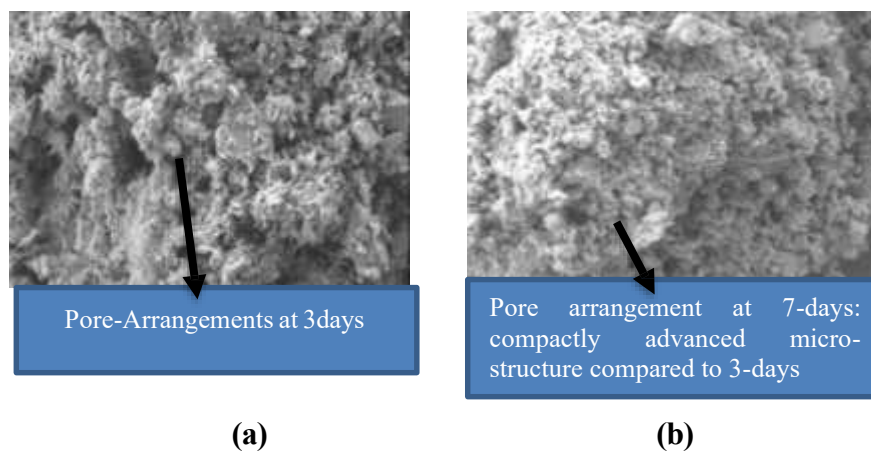 Pore-Arrangements at 3days
Pore arrangement at 7-days:
compactly advanced micro-
structure compared to 3-days
(a)
(b)